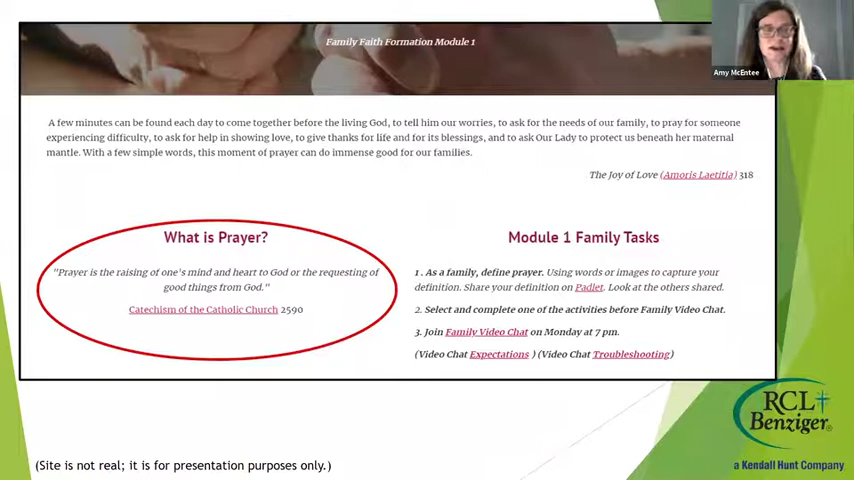 Family Faith Formation Module 1
Amy McEntee
A few minutes can be found each day to come together before the living God, to tell him our worries, to ask for the needs of our family, to pray for someone
experiencing difficulty, to ask for help in showing love, to give thanks for life and for its blessings, and to ask Our Lady to protect us beneath her maternal
mantle. With a few simple words, this moment of prayer can do immense good for our families.
The Joy of Love (Amoris Laetitia) 318
What is Prayer?
"Prayer is the raising of one's mind and heart to God or the requesting of
good things from God."
Catechism of the Catholic Church 2590
Module 1 Family Tasks
1. As a family, define prayer. Using words or images to capture your
definition. Share your definition on Padlet. Look at the others shared.
2. Select and complete one of the activities before Family Video Chat.
3. Join Family Video Chat on Monday at 7 pm.
(Video Chat Expectations ) (Video Chat Troubleshooting)
RCL
Benziger®
a Kendall Hunt Company
(Site is not real; it is for presentation purposes only.)